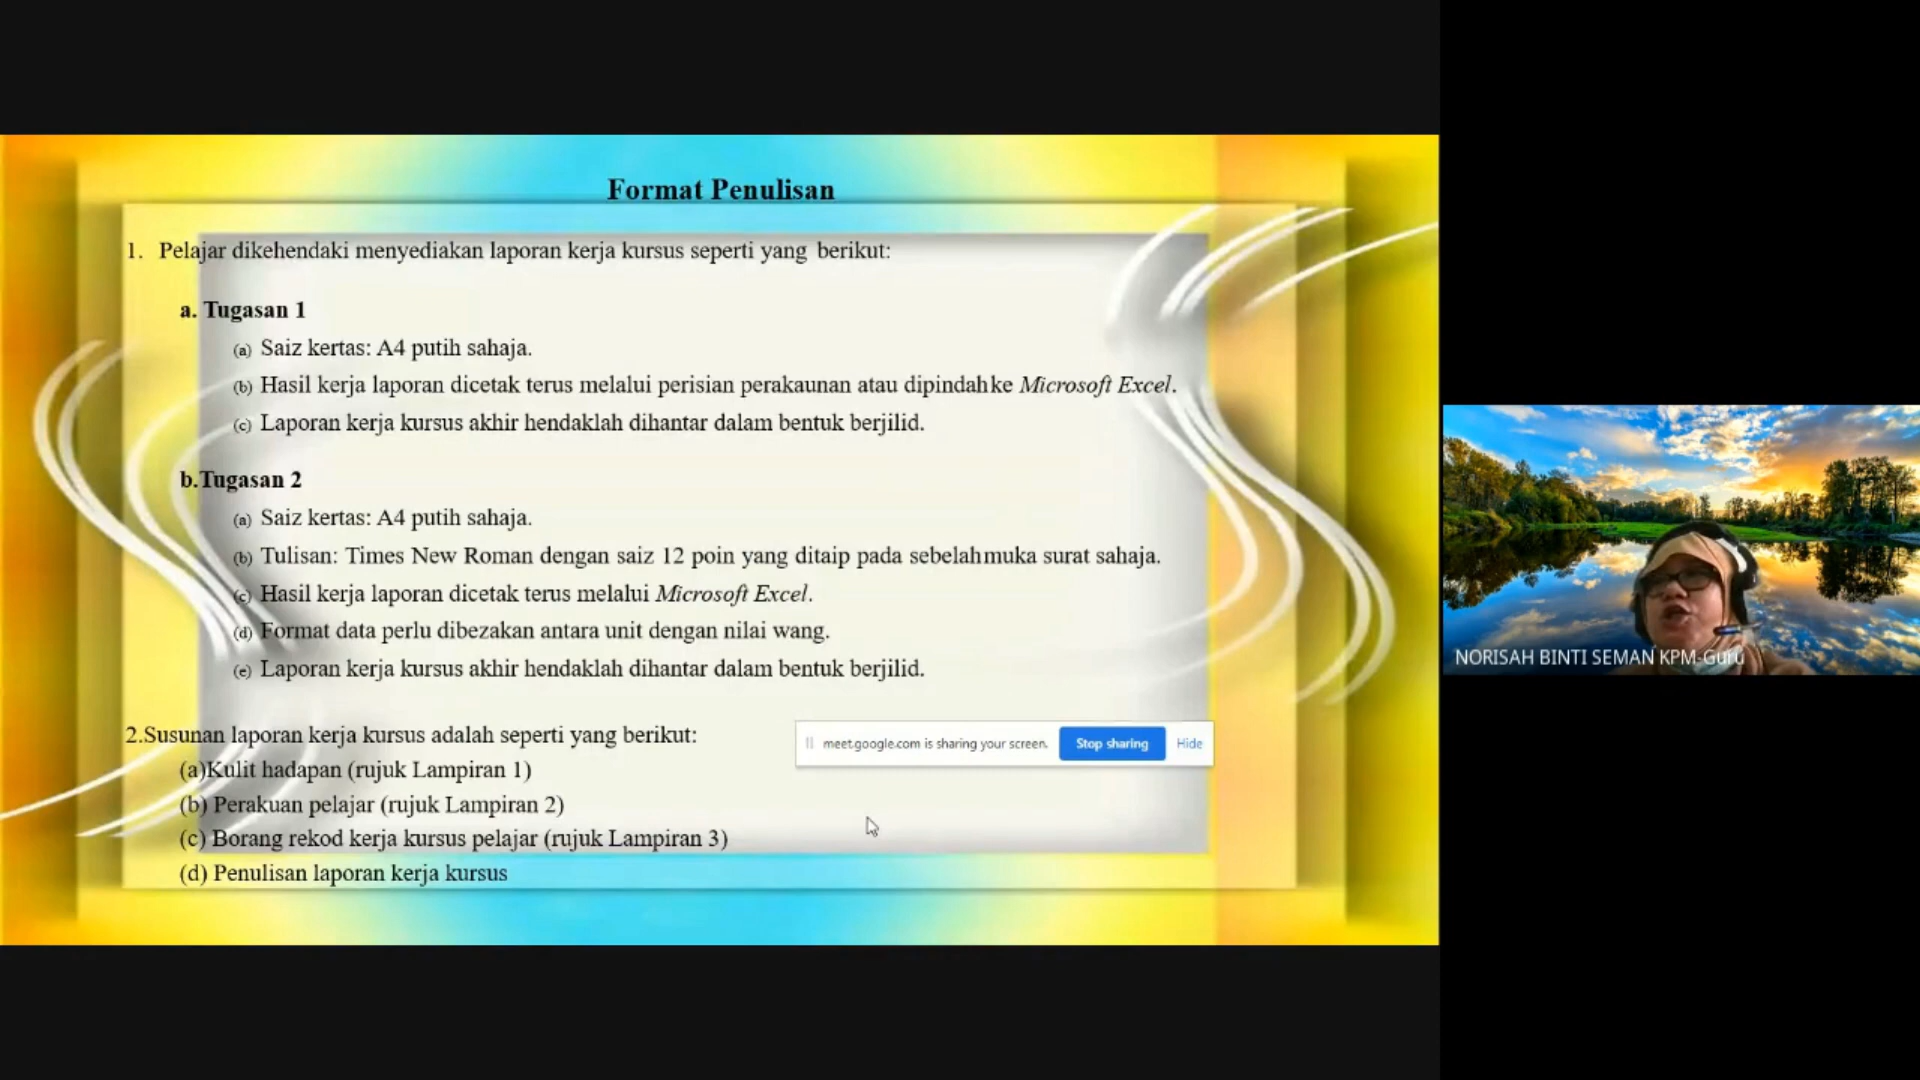 Format Penulisan
1. Pelajar dikehendaki menyediakan laporan kerja kursus seperti yang berikut:
a. Tugasan 1
(a) Saiz kertas: A4 putih sahaja.
(b) Hasil kerja laporan dicetak terus melalui perisian perakaunan atau dipindah ke Microsoft Excel.
(c) Laporan kerja kursus akhir hendaklah dihantar dalam bentuk berjilid.
b.Tugasan 2
(a) Saiz kertas: A4 putih sahaja.
(b) Tulisan: Times New Roman dengan saiz 12 poin yang ditaip pada sebelah muka surat sahaja.
(c) Hasil kerja laporan dicetak terus melalui Microsoft Excel.
(d) Format data perlu dibezakan antara unit dengan nilai wang.
(e) Laporan kerja kursus akhir hendaklah dihantar dalam bentuk berjilid.
2.Susunan laporan kerja kursus adalah seperti yang berikut:
(a)Kulit hadapan (rujuk Lampiran 1)
(b) Perakuan pelajar (rujuk Lampiran 2)
(c) Borang rekod kerja kursus pelajar (rujuk Lampiran 3)
(d) Penulisan laporan kerja kursus
meet.google.com is sharing your screen. Stop sharing Hide
NORISAH BINTI SEMAN KPM-Guru